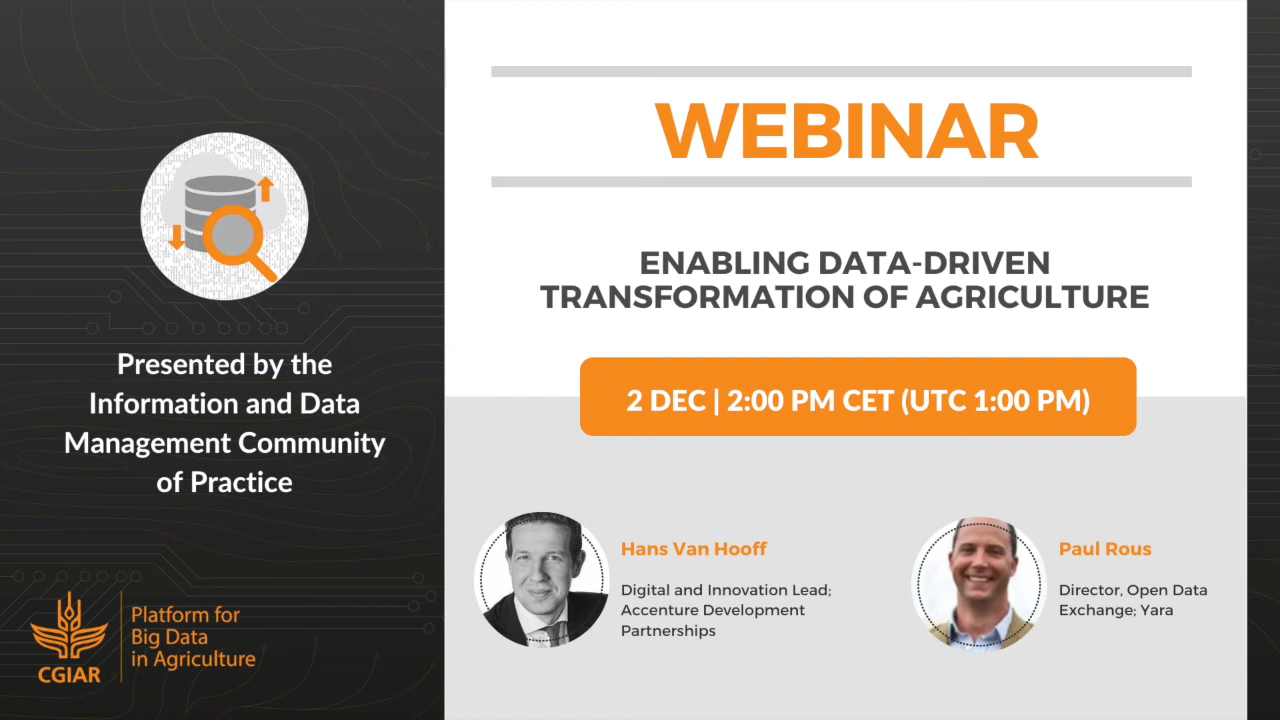 Presented by the
Information and Data
Management Community
of Practice
CGIAR
Platform for
Big Data
in Agriculture
WEBINAR
ENABLING DATA-DRIVEN
TRANSFORMATION OF AGRICULTURE
2 DEC | 2:00 PM CET (UTC 1:00 PM)
Hans Van Hooff
Digital and Innovation Lead;
Accenture Development
Partnerships
Paul Rous
Director, Open Data
Exchange; Yara